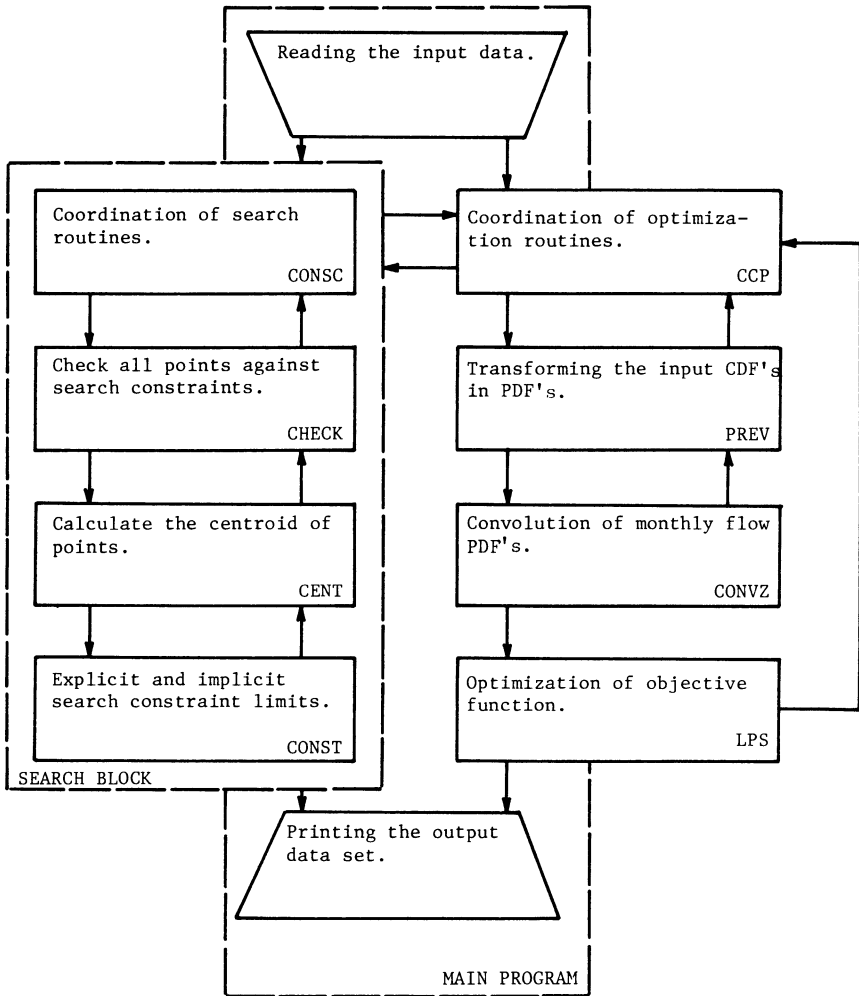 Reading the input data.
Coordination of search
routines.
CONSC
Coordination of optimiza-
tion routines.
CCP
Check all points against
search constraints.
CHECK
Transforming the input CDF's
in PDF's.
PREV
Calculate the centroid of
points.
CENT
Convolution of monthly flow
PDF's.
CONVZ
Explicit and implicit
search constraint limits.
CONST
Optimization of objective
function.
LPS
SEARCH BLOCK
Printing the output
data set.
MAIN PROGRAM